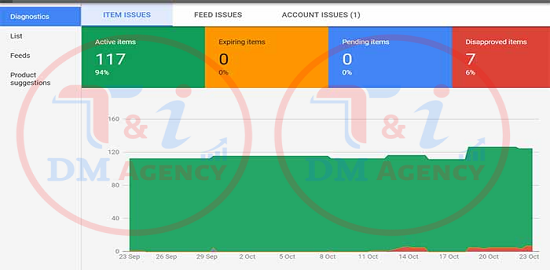 Diagnostics
ITEM ISSUES
FEED ISSUES
ACCOUNT ISSUES (1)
List
Feeds
Product
suggestions
Active items
117
94%
Expiring items
0
0%
Pending items
0
0%
Disapproved items
7
6%
T & i
DM AGENCY
T & i
DM AGENCY
160
120
80
40
0
23 Sep
26 Sep
29 Sep
2 Oct
5 Oct
8 Oct
11 Oct
14 Oct
17 Oct
20 Oct
23 Oct